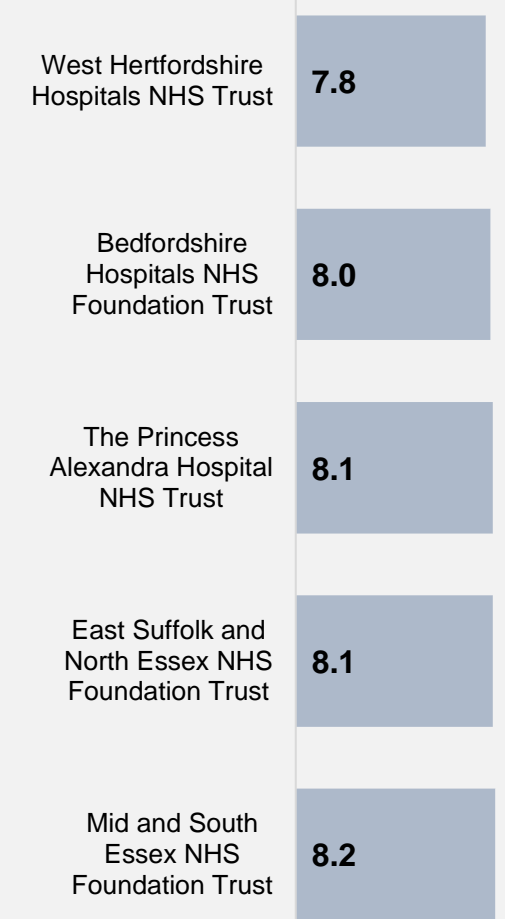 West Hertfordshire
Hospitals NHS Trust
7.8
Bedfordshire
Hospitals NHS
Foundation Trust
8.0
The Princess
Alexandra Hospital
NHS Trust
8.1
East Suffolk and
North Essex NHS
Foundation Trust
8.1
Mid and South
Essex NHS
Foundation Trust
8.2